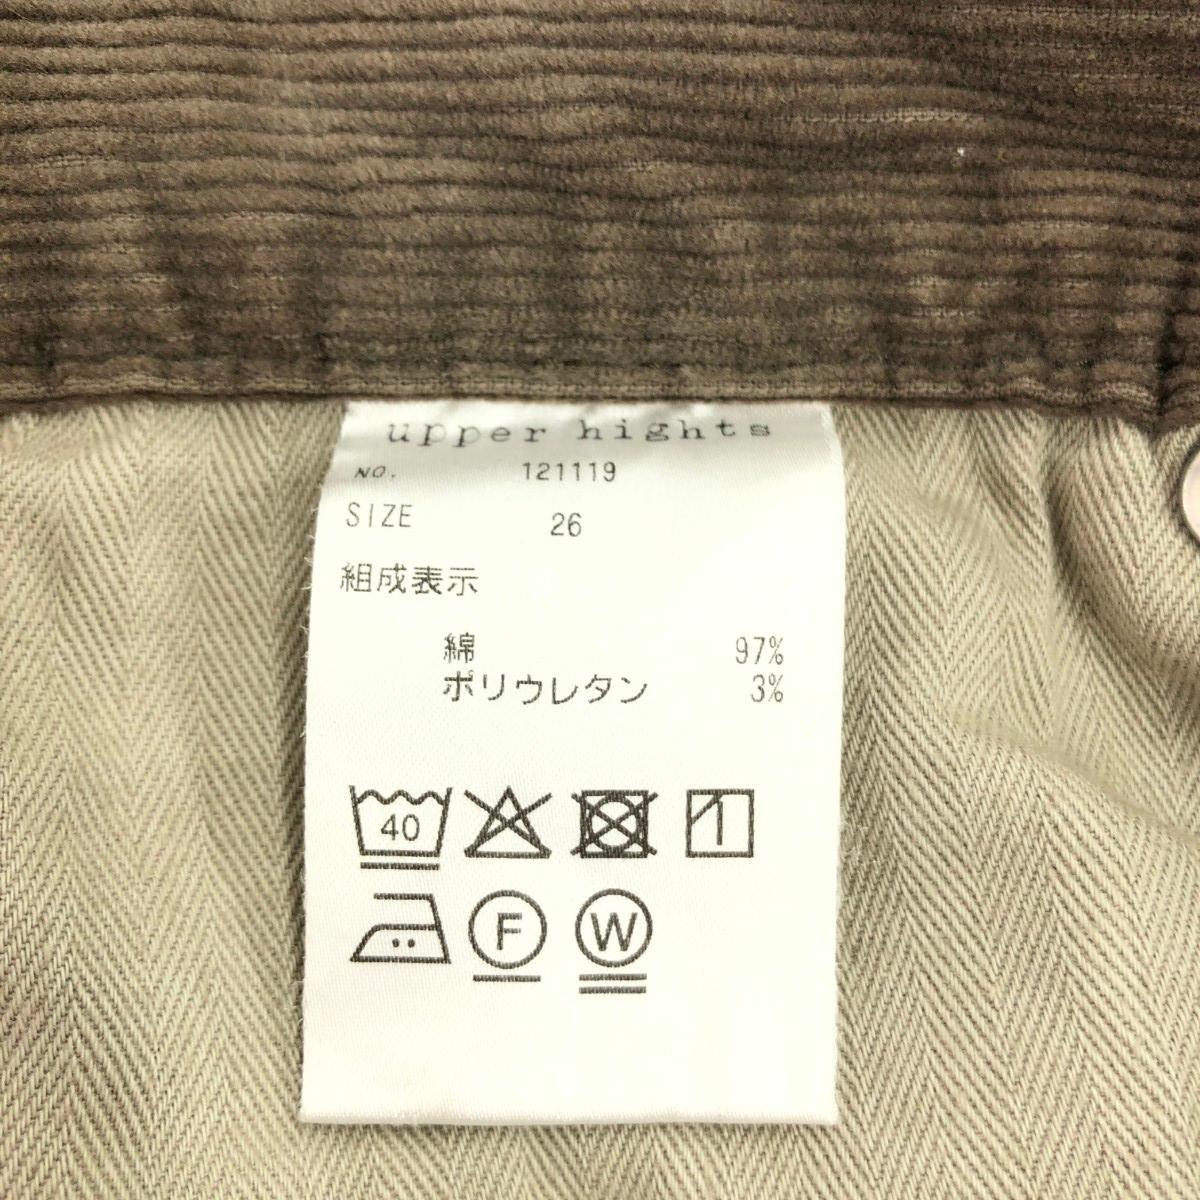 upper hights
NO. 121119
SIZE 26
組成表示
綿 97%
ポリウレタン 3%
40
F W